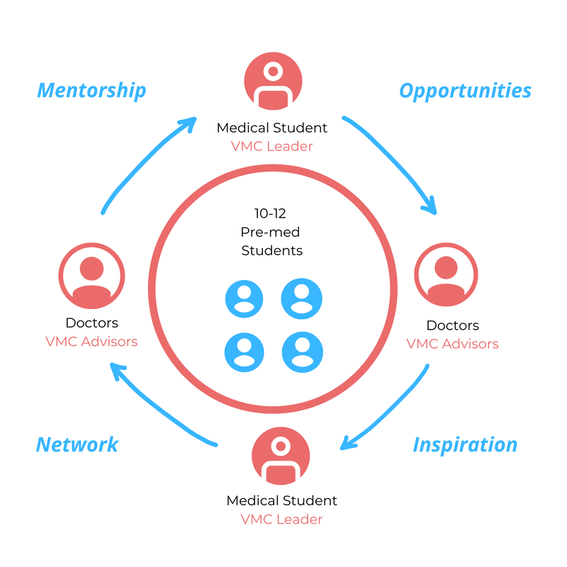 Mentorship
Opportunities
Medical Student
VMC Leader
10-12
Pre-med
Students
Doctors
VMC Advisors
Doctors
VMC Advisors
Network
Inspiration
Medical Student
VMC Leader